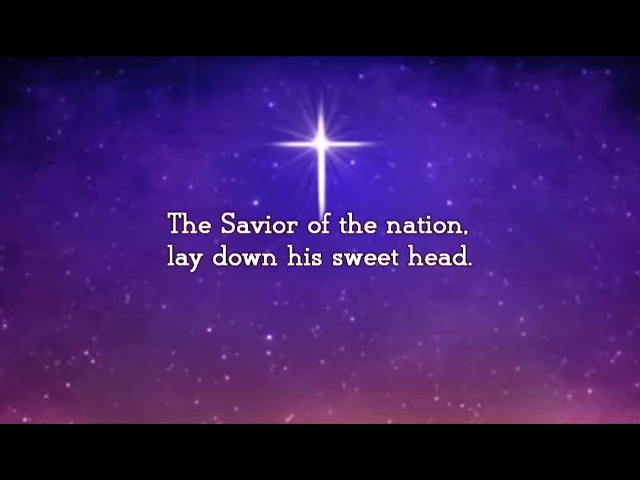 The Savior of the nation,
lay down his sweet head.